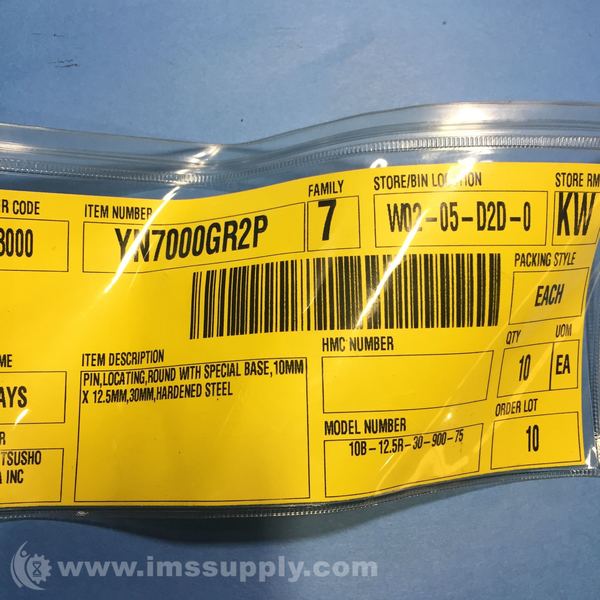 R CODE
3000
ITEM NUMBER
YN7000GR2P
FAMILY
7
STORE/BIN LOCATION
W02-05-D2D-0
STORE RM
KW
PACKING STYLE
EACH
ITEM DESCRIPTION
PIN,LOCATING,ROUND WITH SPECIAL BASE,10MM
X 12.5MM,30MM,HARDENED STEEL
HMC NUMBER
QTY
10
UOM
EA
ME
AYS
MODEL NUMBER
10B-12.5R-30-900-75
ORDER LOT
10
R
TSUSHO
A INC
www.imssupply.com